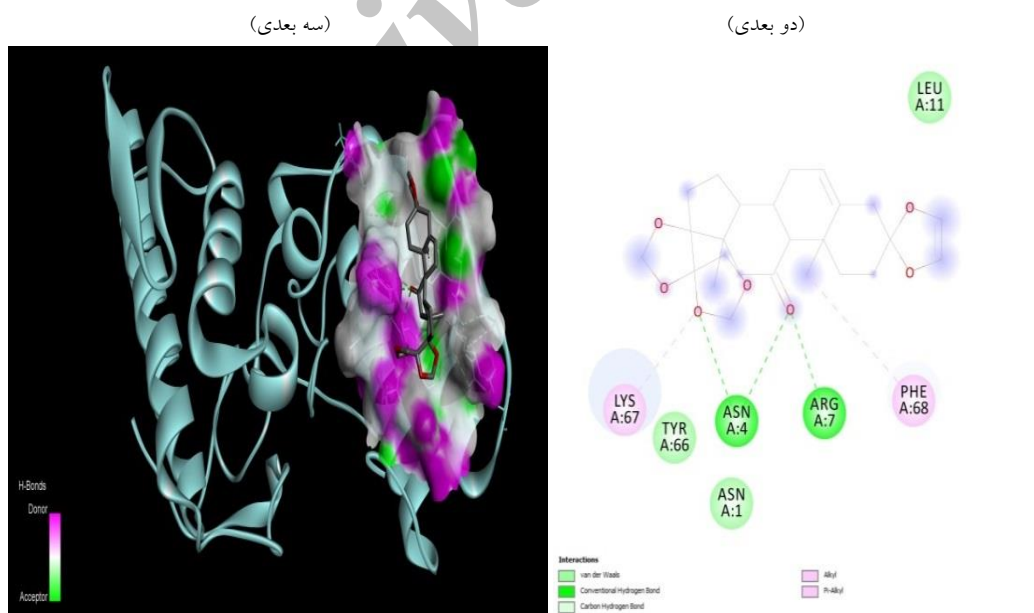 (سه بعدی)
(دو بعدی)
LEU
A:11
O
O
O
O
O
O
O
LYS
A:67
TYR
A:66
ASN
A:4
ARG
A:7
PHE
A:68
ASN
A:1
H-Bonds
Donor
Acceptor
Interactions
van der Waals
Conventional Hydrogen Bond
Carbon Hydrogen Bond
Alkyl
Pi-Alkyl